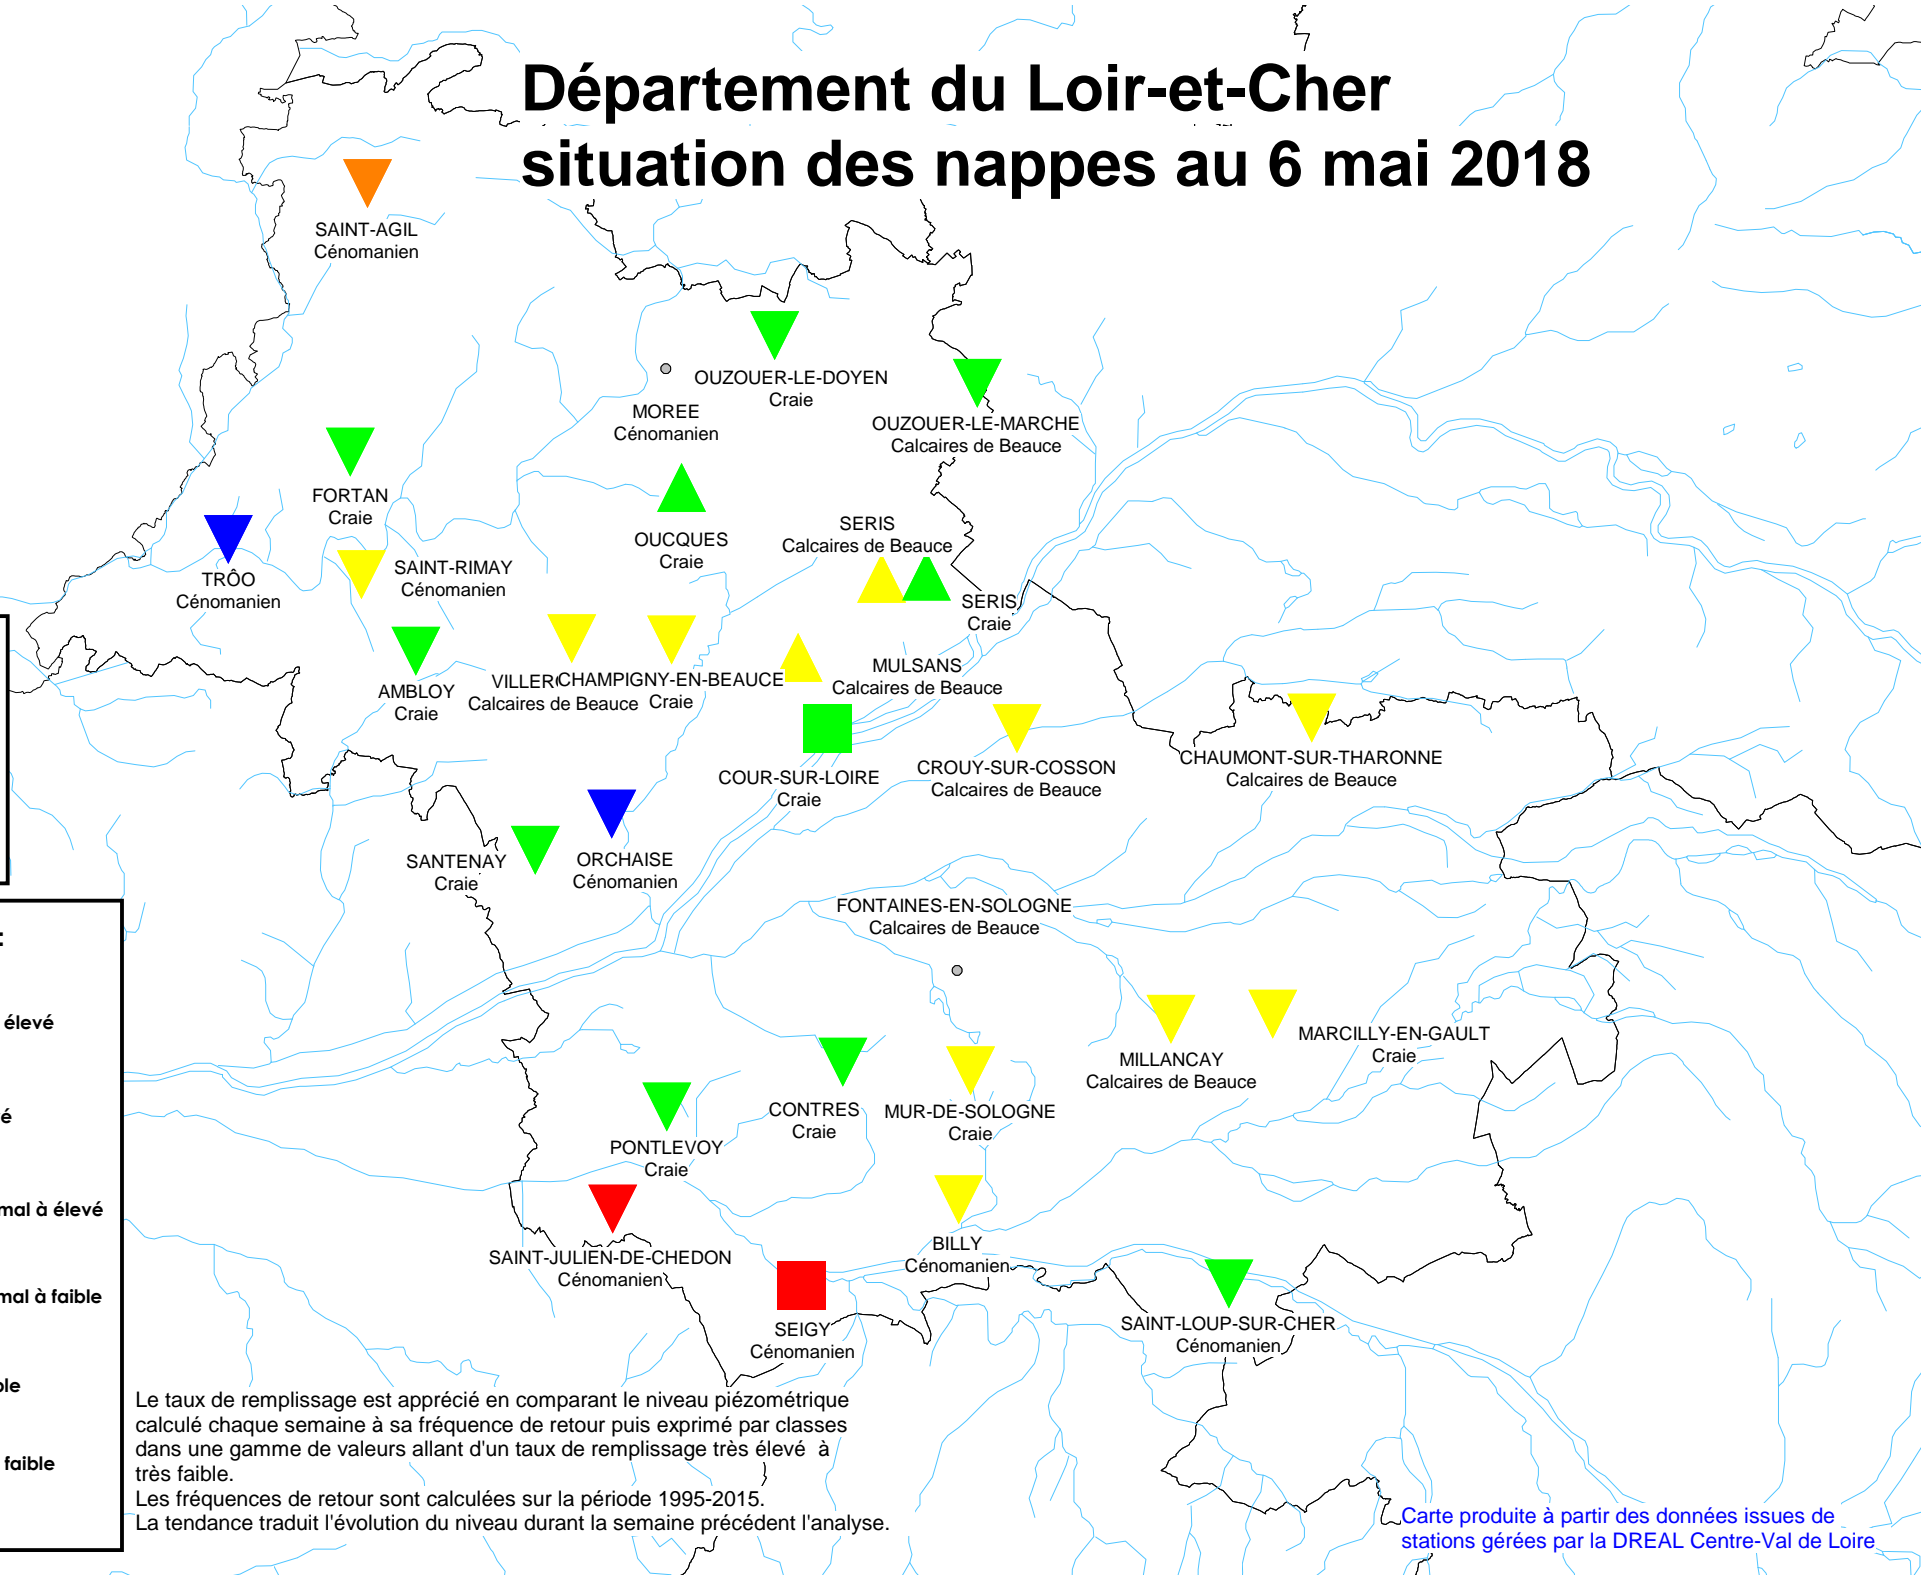 Département du Loir-et-Cher
situation des nappes au 6 mai 2018
SAINT-AGIL
Cénomanien
OUZOUER-LE-DOYEN
Craie
MOREE
Cénomanien
OUZOUER-LE-MARCHE
Calcaires de Beauce
FORTAN
Craie
OUCQUES
Craie
SERIS
Calcaires de Beauce
TRÔO
Cénomanien
SAINT-RIMAY
Cénomanien
SERIS
Craie
AMBLOY
Craie
Calcaires de Beauce
CHAMPIGNY-EN-BEAUCE
Craie
MULSANS
Calcaires de Beauce
COUR-SUR-LOIRE
Craie
CROUY-SUR-COSSON
Calcaires de Beauce
CHAUMONT-SUR-THARONNE
Calcaires de Beauce
SANTENAY
Craie
ORCHAISE
Cénomanien
FONTAINES-EN-SOLOGNE
Calcaires de Beauce
MILLANCAY
Calcaires de Beauce
MARCILLY-EN-GAULT
Craie
CONTRES
Craie
MUR-DE-SOLOGNE
Craie
PONTLEVOY
Craie
SAINT-JULIEN-DE-CHEDON
Cénomanien
BILLY
Cénomanien
SEIGY
Cénomanien
SAINT-LOUP-SUR-CHER
Cénomanien
:
élevé
à élevé
à faible
faible
Le taux de remplissage est apprécié en comparant le niveau piézométrique
calculé chaque semaine à sa fréquence de retour puis exprimé par classes
dans une gamme de valeurs allant d'un taux de remplissage très élevé à
très faible.
Les fréquences de retour sont calculées sur la période 1995-2015.
La tendance traduit l'évolution du niveau durant la semaine précédent l'analyse.
Carte produite à partir des données issues de
stations gérées par la DREAL Centre-Val de Loire